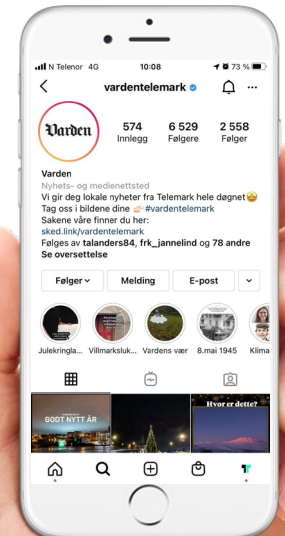 N Telenor 4G 10:08 73 %
vardentelemark
Varden
574 6 529 2 558
Innlegg Følgere Følger
Varden
Nyhets- og medienettsted
Vi gir deg lokale nyheter fra Telemark hele døgnet
Tag oss i bildene dine #vardentelemark
Sakene våre finner du her:
sked.link/vardentelemark
Følges av talanders84, frk_jannelind og 78 andre
Se oversettelse
Følger Melding E-post
Julekringla... Villmarksluk... Vardens vær 8.mai 1945 Klima
GODT NYTT ÅR
Hvor er dette?